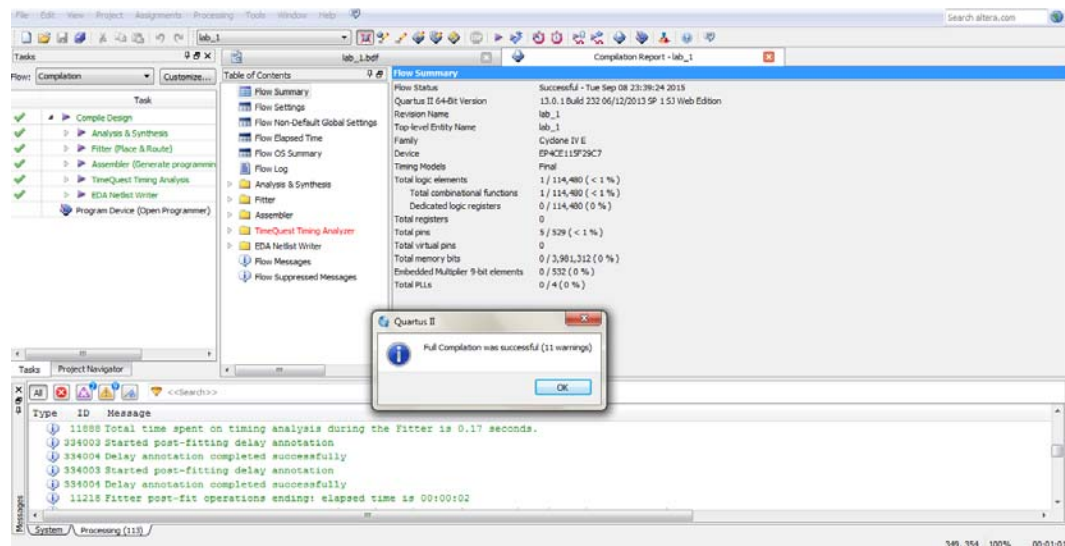 File Edit View Project Assignments Processing Tools Window Help
Search altera.com
lab_1
Tasks
Flow: Compilation Customize...
Task
Compile Design
Analysis & Synthesis
Fitter (Place & Route)
Assembler (Generate programmin
TimeQuest Timing Analysis
EDA Netlist Writer
Program Device (Open Programmer)
Tasks Project Navigator
lab_1.bdf
Compilation Report - lab_1
Table of Contents
Flow Summary
Flow Settings
Flow Non-Default Global Settings
Flow Elapsed Time
Flow OS Summary
Flow Log
Analysis & Synthesis
Fitter
Assembler
TimeQuest Timing Analyzer
EDA Netlist Writer
Flow Messages
Flow Suppressed Messages
Flow Summary
Flow Status Successful - Tue Sep 08 23:39:24 2015
Quartus II 64-Bit Version 13.0.1 Build 232 06/12/2013 SP 1 SJ Web Edition
Revision Name lab_1
Top-level Entity Name lab_1
Family Cyclone IV E
Device EP4CE115F29C7
Timing Models Final
Total logic elements 1 / 114,480 ( < 1 % )
Total combinational functions 1 / 114,480 ( < 1 % )
Dedicated logic registers 0 / 114,480 ( 0 % )
Total registers 0
Total pins 5 / 529 ( < 1 % )
Total virtual pins 0
Total memory bits 0 / 3,981,312 ( 0 % )
Embedded Multiplier 9-bit elements 0 / 532 ( 0 % )
Total PLLs 0 / 4 ( 0 % )
Quartus II
Full Compilation was successful (11 warnings)
OK
All <<Search>>
Type ID Message
11888 Total time spent on timing analysis during the Fitter is 0.17 seconds.
334003 Started post-fitting delay annotation
334004 Delay annotation completed successfully
334003 Started post-fitting delay annotation
334004 Delay annotation completed successfully
11218 Fitter post-fit operations ending: elapsed time is 00:00:02
Messages
System Processing (113)
349, 354 100% 00:01:01